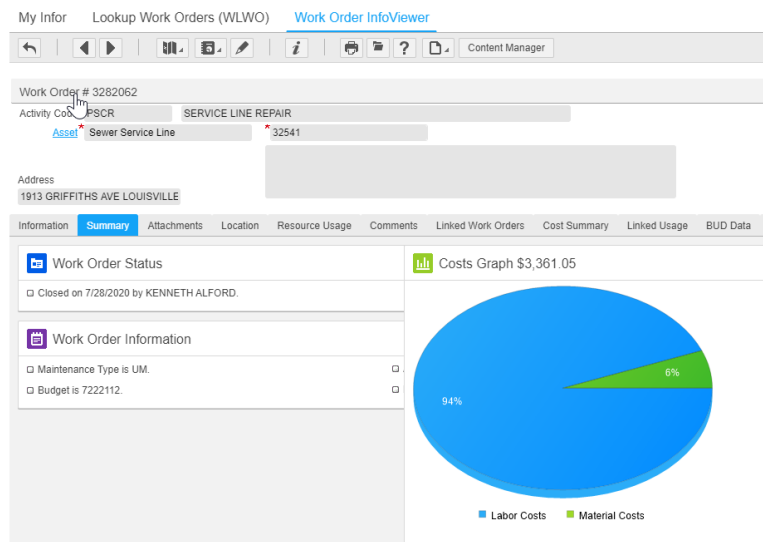 My Infor Lookup Work Orders (WLWO) Work Order InfoViewer
Content Manager
Work Order # 3282062
Activity PSCR SERVICE LINE REPAIR
Asset * Sewer Service Line * 32541
Address
1913 GRIFFITHS AVE LOUISVILLE
Information Summary Attachments Location Resource Usage Comments Linked Work Orders Cost Summary Linked Usage BUD Data
Work Order Status
Closed on 7/28/2020 by KENNETH ALFORD.
Work Order Information
Maintenance Type is UM.
Budget is 7222112.
Costs Graph $3,361.05
6%
94%
Labor Costs Material Costs